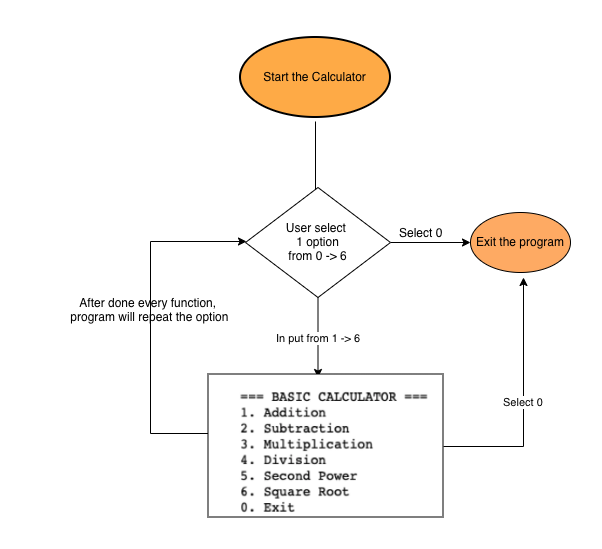 Start the Calculator
User select
1 option
from 0 -> 6
Select 0
Exit the program
After done every function,
program will repeat the option
In put from 1 -> 6
=== BASIC CALCULATOR ===
1. Addition
2. Subtraction
3. Multiplication
4. Division
5. Second Power
6. Square Root
0. Exit
Select 0